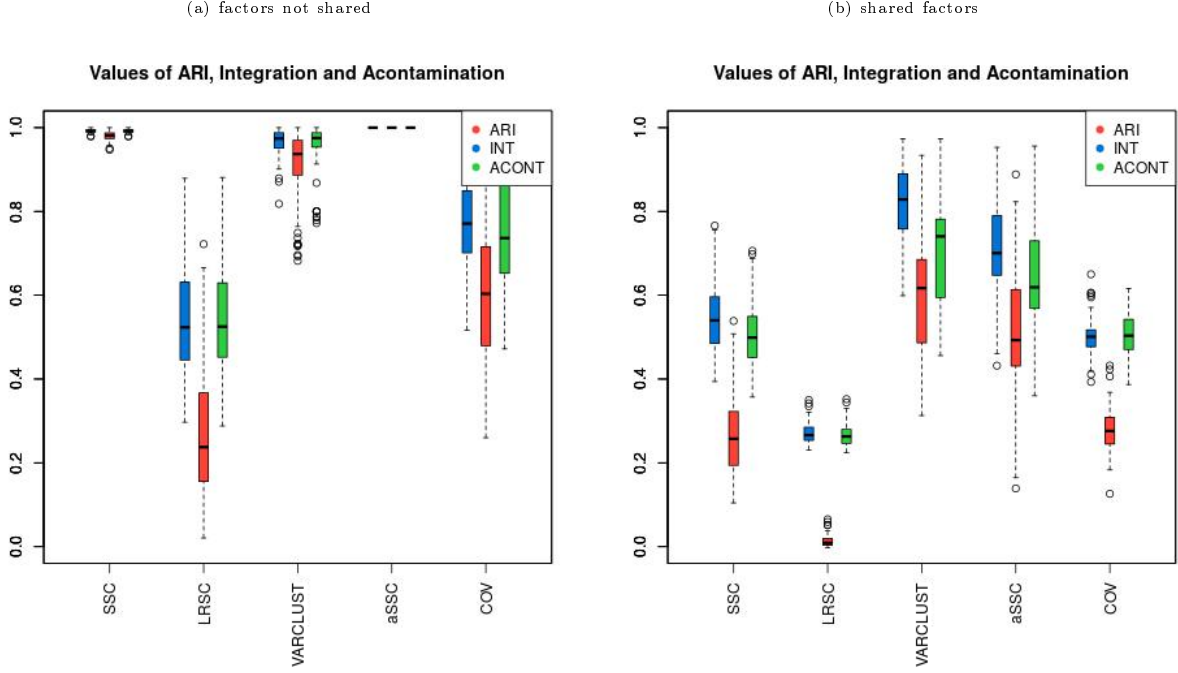 (a) factors not shared
Values of ARI, Integration and Acontamination
1.0
0.8
0.6
0.4
0.2
0.0
ARI
INT
ACONT
SSC
LRSC
VARCLUST
aSSC
COV
(b) shared factors
Values of ARI, Integration and Acontamination
1.0
0.8
0.6
0.4
0.2
0.0
ARI
INT
ACONT
SSC
LRSC
VARCLUST
aSSC
COV